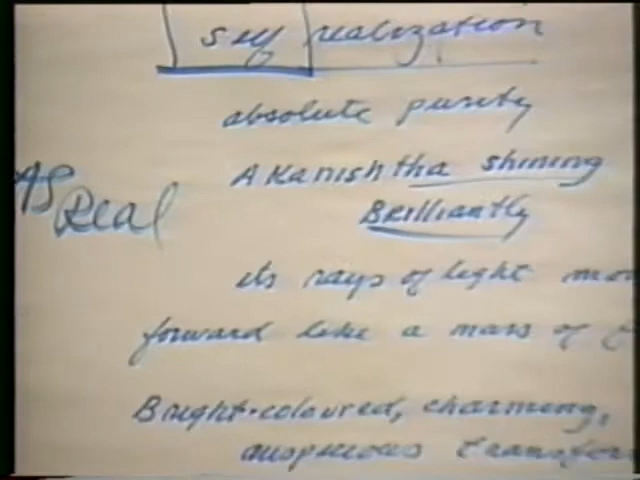 self realization
absolute purity
Akanishtha shining
Brilliantly
As
Real
its rays of light
forward like a mass of
Bright-coloured, charming,
auspicious